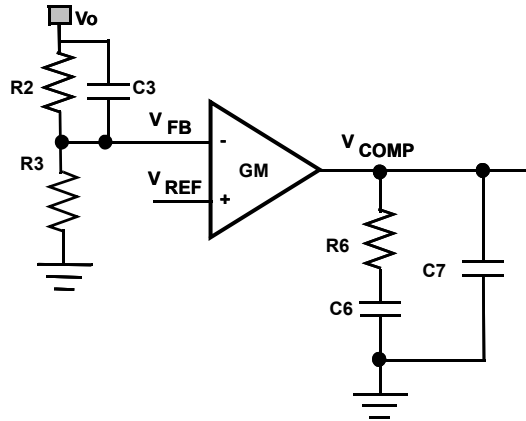 Vo
R2
C3
V FB
-
V COMP
R3
GM
V REF
+
R6
C7
C6